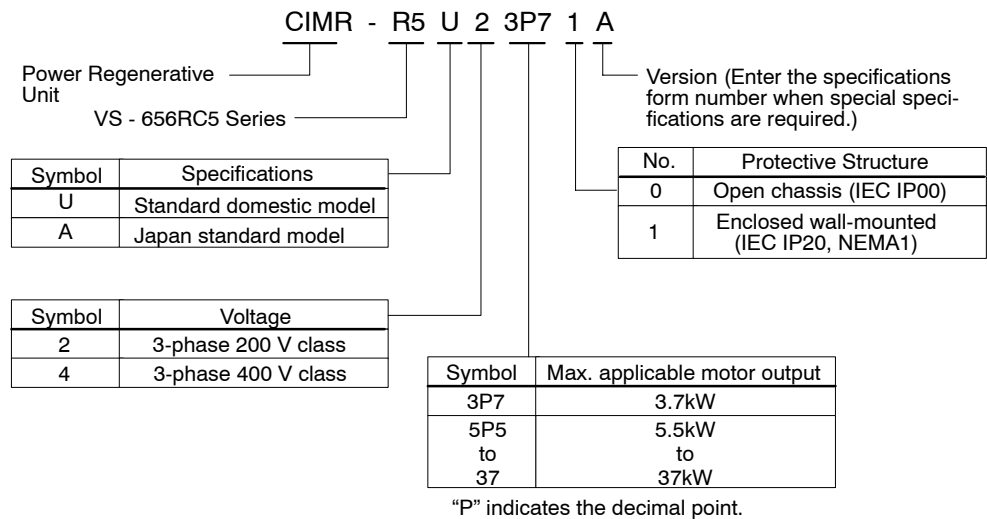 CIMR - R5 U 2 3P7 1 A
Power Regenerative
Unit
VS - 656RC5 Series
Version (Enter the specifications
form number when special speci-
fications are required.)
Symbol Specifications
U Standard domestic model
A Japan standard model
No. Protective Structure
0 Open chassis (IEC IP00)
1 Enclosed wall-mounted
(IEC IP20, NEMA1)
Symbol Voltage
2 3-phase 200 V class
4 3-phase 400 V class
Symbol Max. applicable motor output
3P7 3.7kW
5P5 5.5kW
to to
37 37kW
“P” indicates the decimal point.